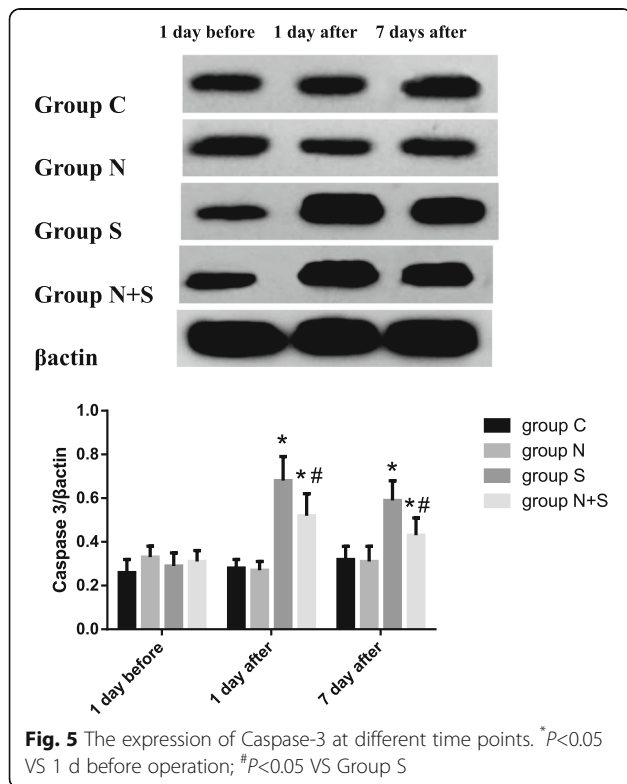 1 day before 1 day after 7 days after
Group C
Group N
Group S
Group N+S
βactin
Caspase 3/βactin
1.0
0.8
0.6
0.4
0.2
0.0
*
* #
*
*#
1 day before
1 day after
7 day after
group C
group N
group S
group N+S
Fig. 5 The expression of Caspase-3 at different time points. *P<0.05
VS 1 d before operation; #P<0.05 VS Group S